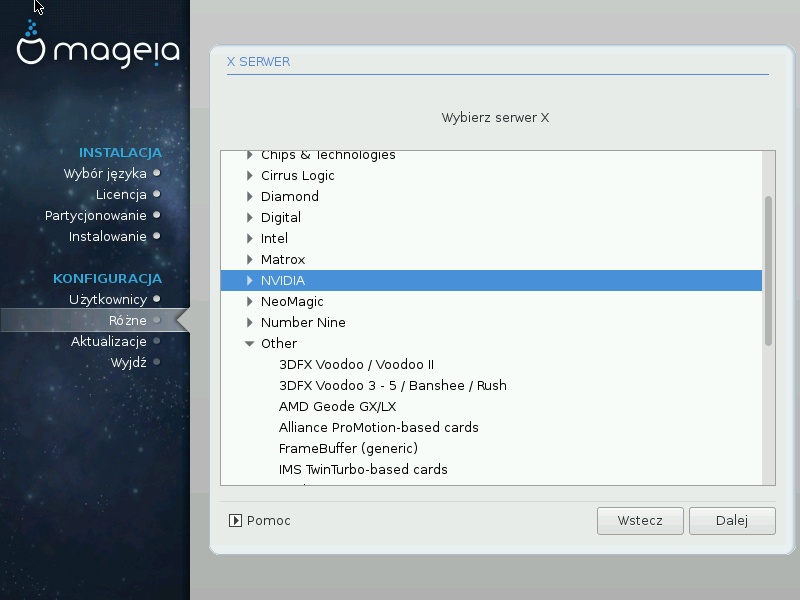 mageia
INSTALACJA
Wybór języka
Licencja
Partycjonowanie
Instalowanie
KONFIGURACJA
Użytkownicy
Różne
Aktualizacje
Wyjdź
X SERWER
Wybierz serwer X
Chips & Technologies
Cirrus Logic
Diamond
Digital
Intel
Matrox
NVIDIA
NeoMagic
Number Nine
Other
3DFX Voodoo / Voodoo II
3DFX Voodoo 3 - 5 / Banshee / Rush
AMD Geode GX/LX
Alliance ProMotion-based cards
FrameBuffer (generic)
IMS TwinTurbo-based cards
Pomoc
Wstecz
Dalej